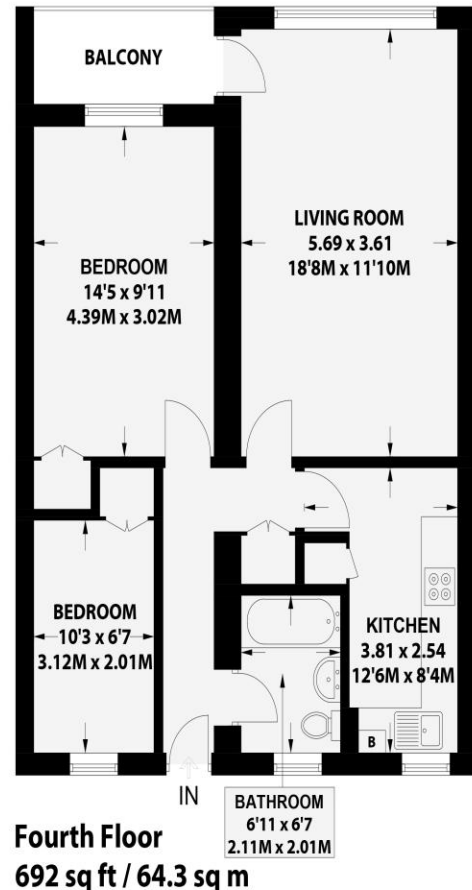 BALCONY
LIVING ROOM
5.69 x 3.61
18'8M x 11'10M
BEDROOM
14'5 x 9'11
4.39M x 3.02M
BEDROOM
10'3 x 6'7
3.12M x 2.01M
KITCHEN
3.81 x 2.54
12'6M x 8'4M
B
IN
BATHROOM
6'11 x 6'7
2.11M x 2.01M
Fourth Floor
692 sq ft / 64.3 sq m